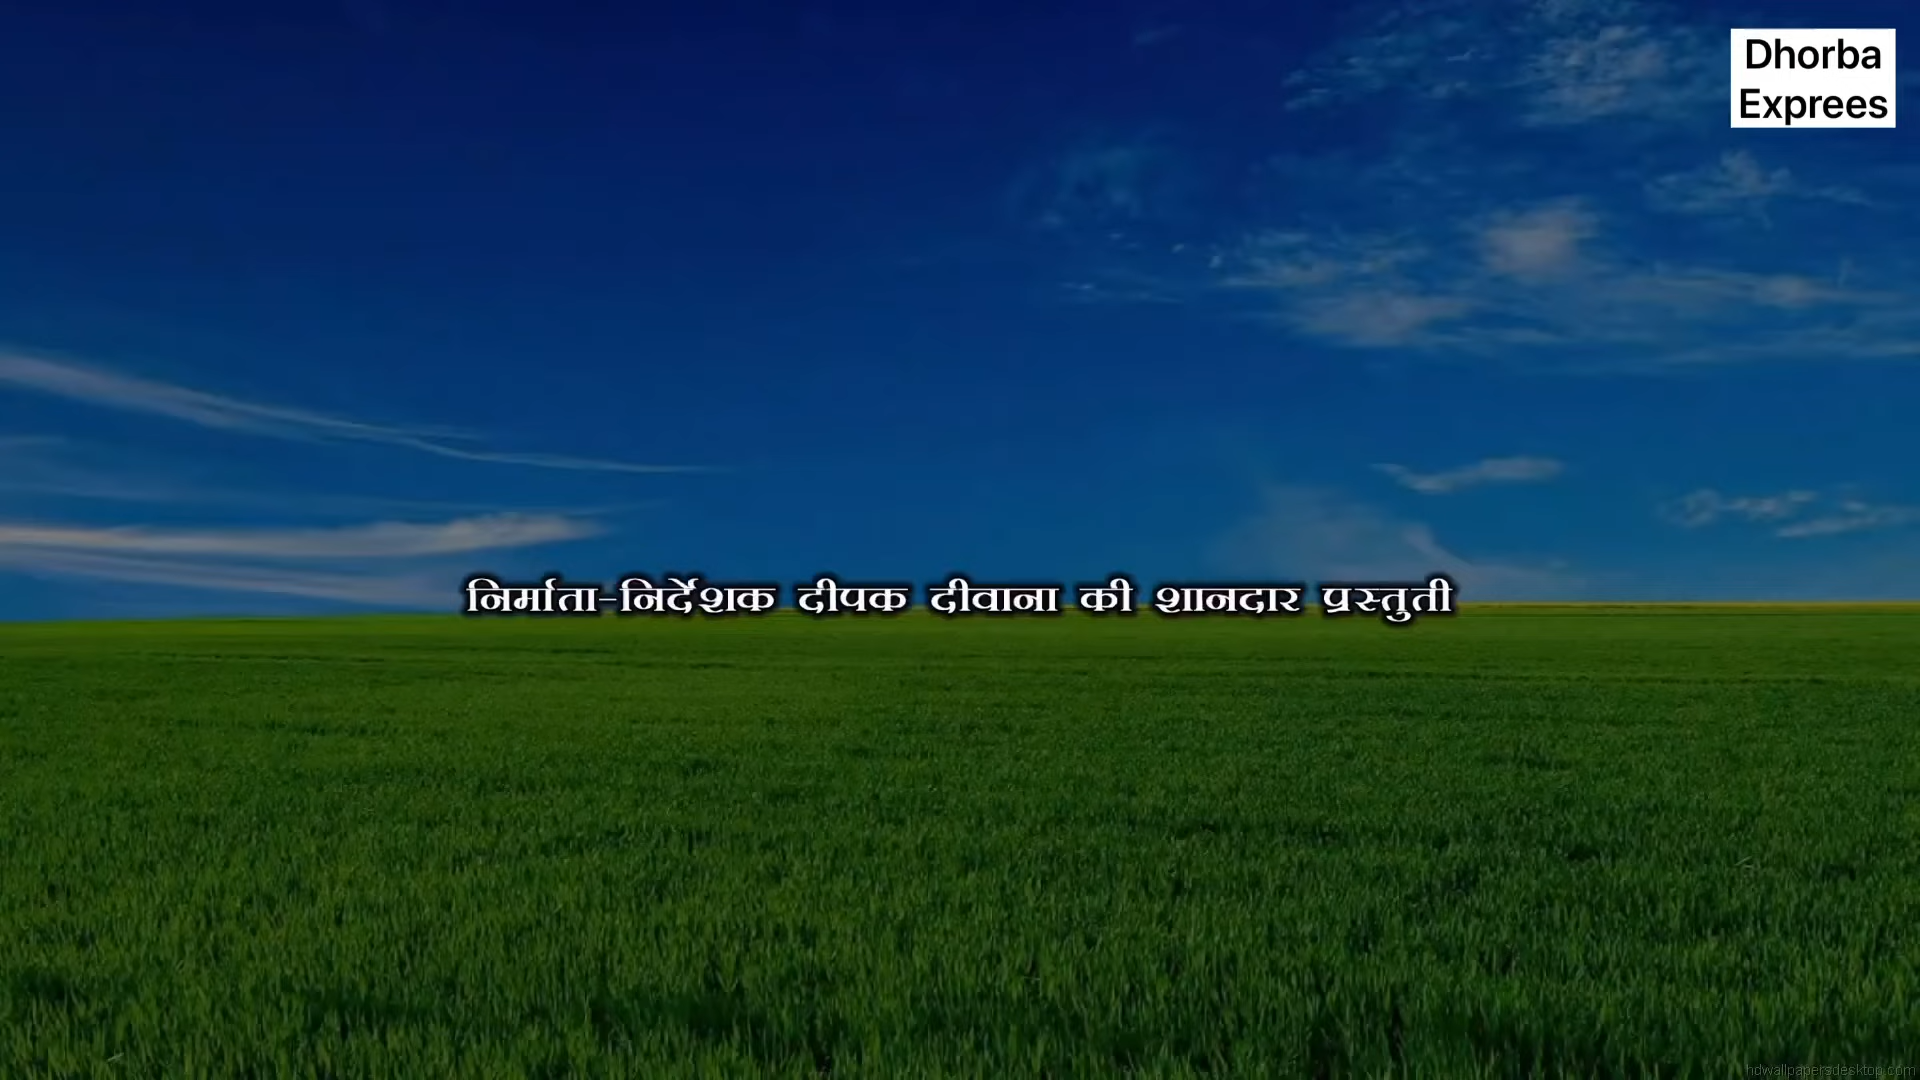 Dhorba
Exprees
निर्माता-निर्देशक दीपक दीवाना की शानदार प्रस्तुती
hdwallpapersdesktop.com